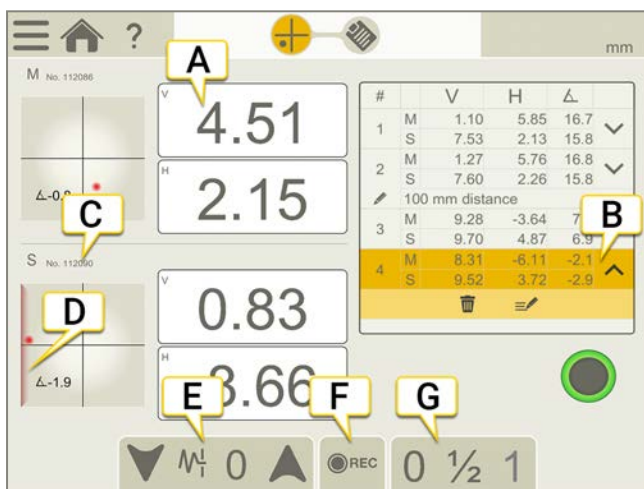 ?
mm
M No. 112086
A
V 4.51
H 2.15
∡-0.
C
# V H ∡
1 M 1.10 5.85 16.7
S 7.53 2.13 15.8
2 M 1.27 5.76 16.8
S 7.60 2.26 15.8
100 mm distance
3 M 9.28 -3.64 7
S 9.70 4.87 6.9
B
4 M 8.31 -6.11 -2.1
S 9.52 3.72 -2.9
S No. 112090
D
V 0.83
H 3.66
∡-1.9
E
F
G
0
REC
0 ½ 1